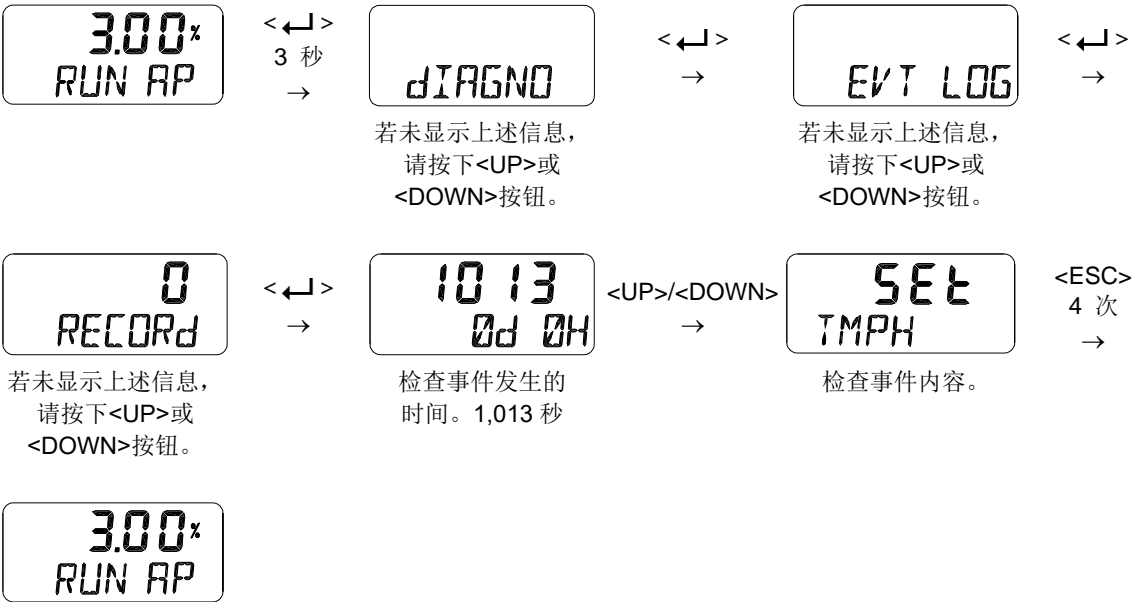 3.00%
RUN AP
<↵>
3 秒
→
dIAGNO
若未显示上述信息，
请按下<UP>或
<DOWN>按钮。
<↵>
→
EVT LOG
若未显示上述信息，
请按下<UP>或
<DOWN>按钮。
<↵>
→
0
RECORd
若未显示上述信息，
请按下<UP>或
<DOWN>按钮。
<↵>
→
1013
0d 0H
检查事件发生的
时间。1,013 秒
<UP>/<DOWN>
→
SEt
TMPH
检查事件内容。
<ESC>
4 次
→
3.00%
RUN AP